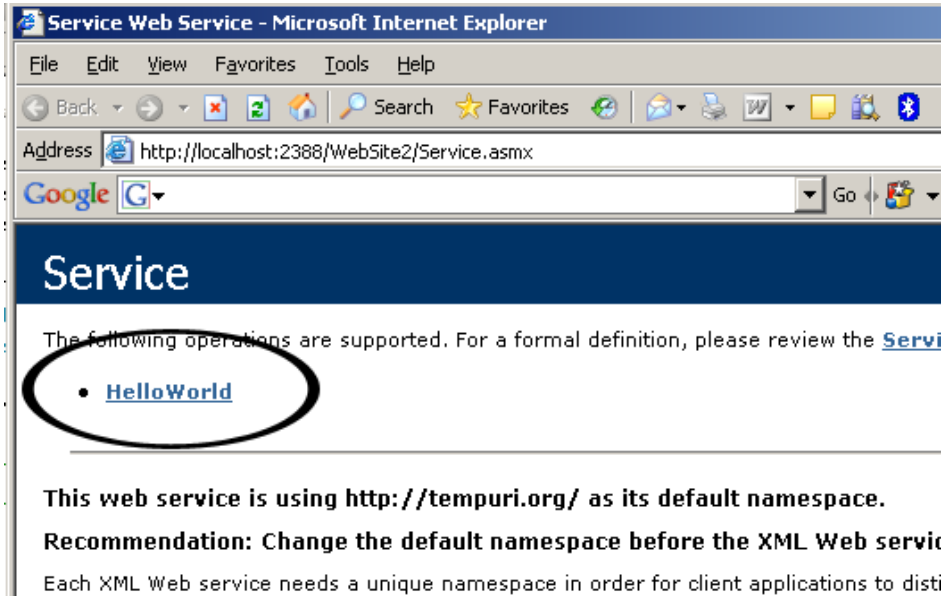 Service Web Service - Microsoft Internet Explorer
File Edit View Favorites Tools Help
Back Search Favorites
Address http://localhost:2388/WebSite2/Service.asmx
Google G Go
Service
The following operations are supported. For a formal definition, please review the Servi
• HelloWorld
This web service is using http://tempuri.org/ as its default namespace.
Recommendation: Change the default namespace before the XML Web servic
Each XML Web service needs a unique namespace in order for client applications to disti